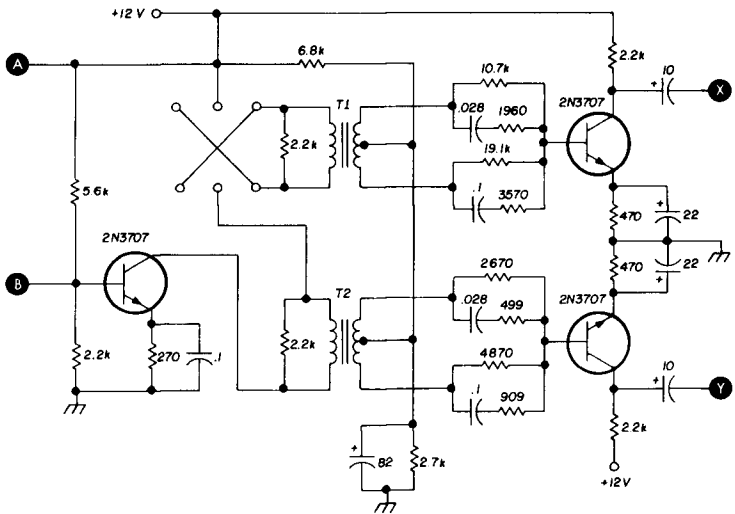 +12 V
A
6.8k
2.2k
10
X
10.7k
T1
.028
1960
2N3707
2.2k
19.1k
.1
3570
5.6k
470
22
2N3707
470
22
B
T2
2670
2N3707
.028
499
2.2k
4870
2.2k
270
.1
.1
909
10
Y
+
82
2.7k
2.2k
+12V